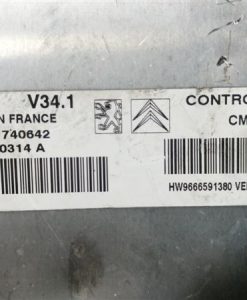 V34.1 CONTRO
N FRANCE CM
740642
0314 A
HW9666591380 VE